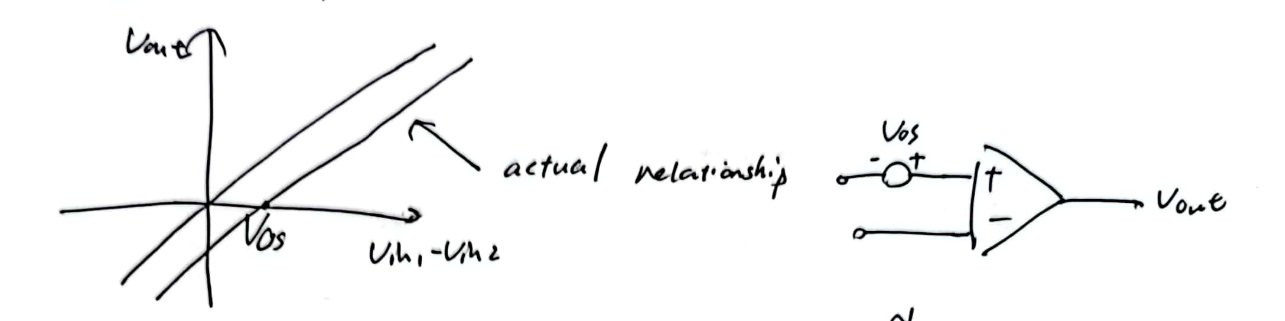 Vout
actual relationship
Vos
Vin1-Vin2
Vos
- +
+
-
Vout